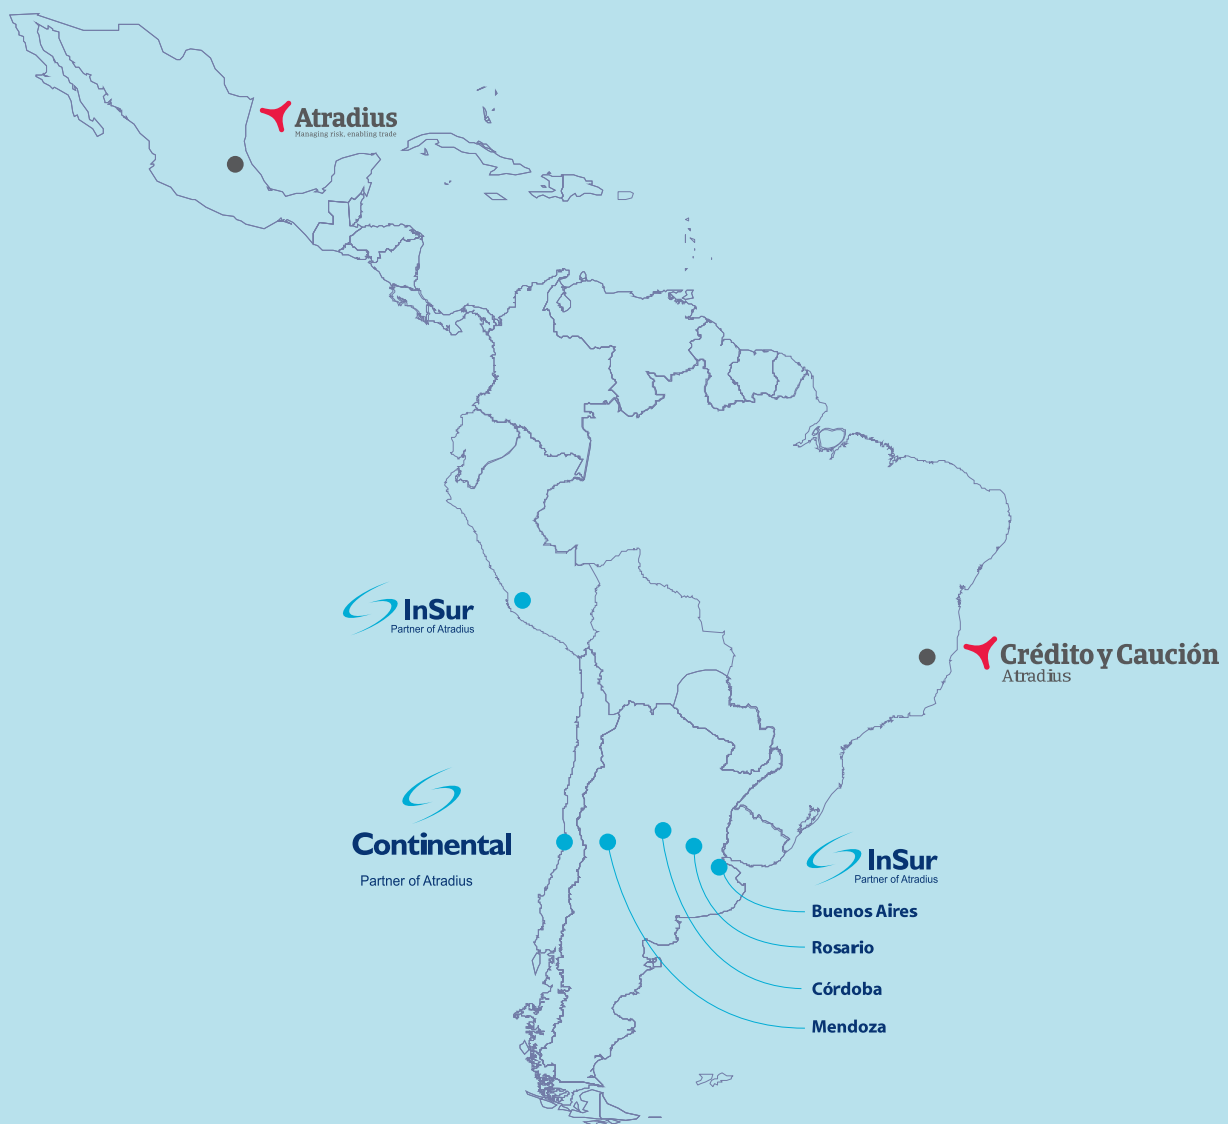 Atradius
Managing risk, enabling trade
InSur
Partner of Atradius
Crédito y Caución
Atradius
Continental
Partner of Atradius
InSur
Partner of Atradius
Buenos Aires
Rosario
Córdoba
Mendoza